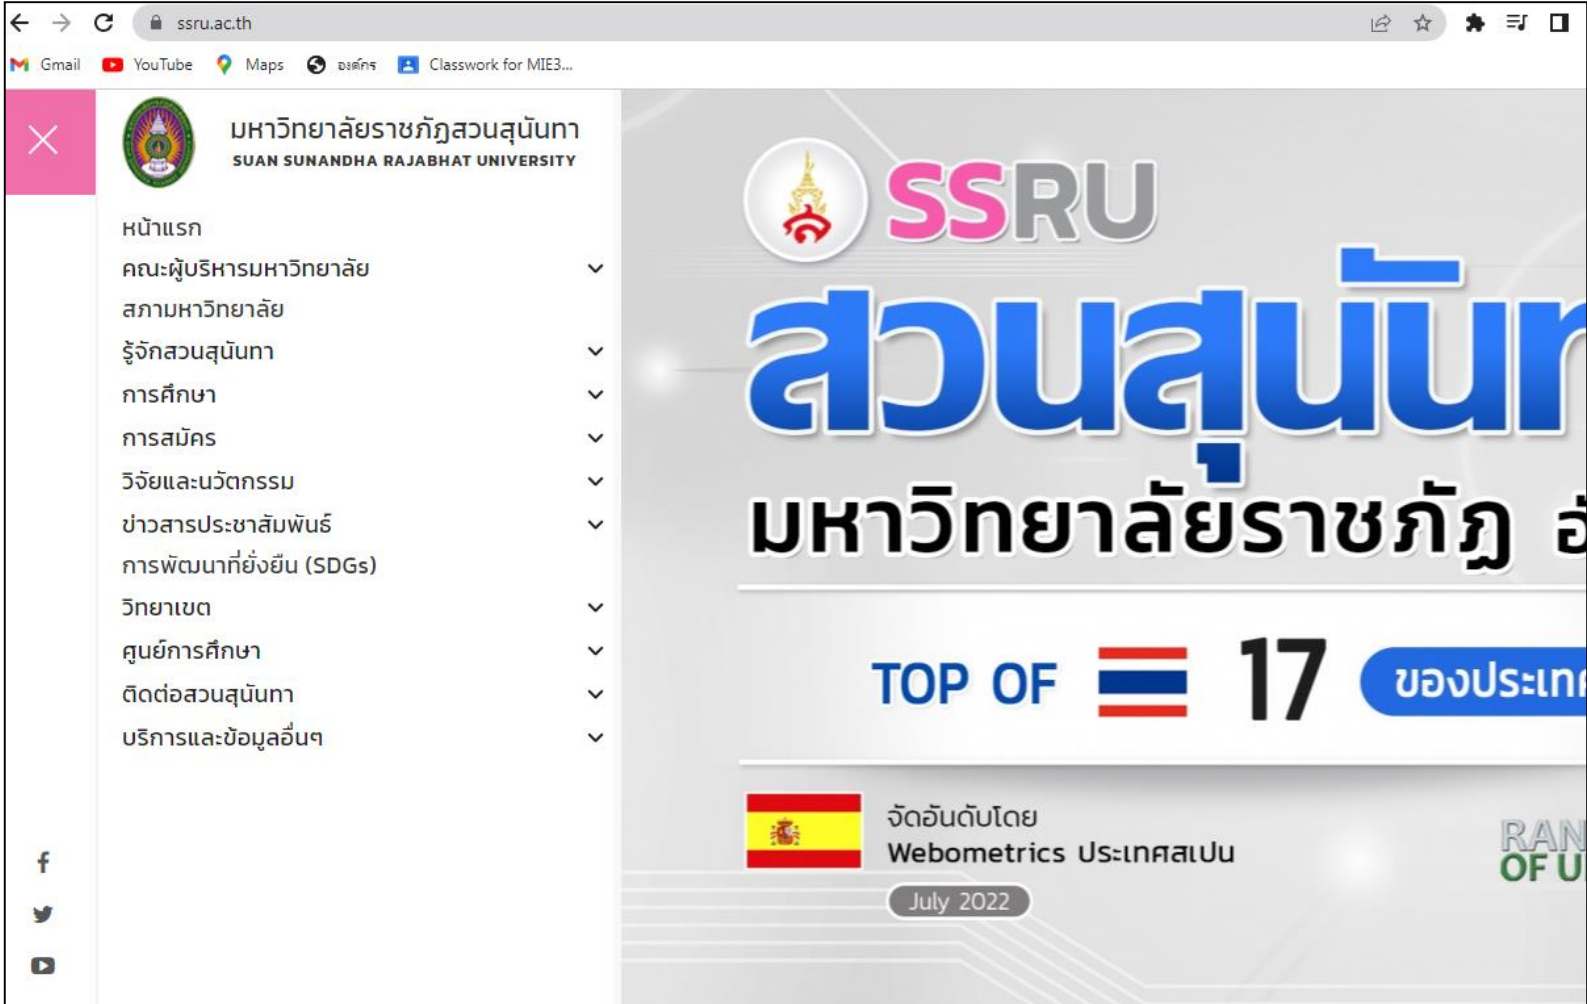 ssru.ac.th
Gmail YouTube Maps องค์กร Classwork for MIE3...
มหาวิทยาลัยราชภัฏสวนสุนันทา
SUAN SUNANDHA RAJABHAT UNIVERSITY
หน้าแรก
คณะผู้บริหารมหาวิทยาลัย
สภามหาวิทยาลัย
รู้จักสวนสุนันทา
การศึกษา
การสมัคร
วิจัยและนวัตกรรม
ข่าวสารประชาสัมพันธ์
การพัฒนาที่ยั่งยืน (SDGs)
วิทยาเขต
ศูนย์การศึกษา
ติดต่อสวนสุนันทา
บริการและข้อมูลอื่นๆ
SSRU
สวนสุนันท
มหาวิทยาลัยราชภัฏ อั
TOP OF 17 ของประเทศ
จัดอันดับโดย
Webometrics ประเทศสเปน
July 2022
RAN
OF U